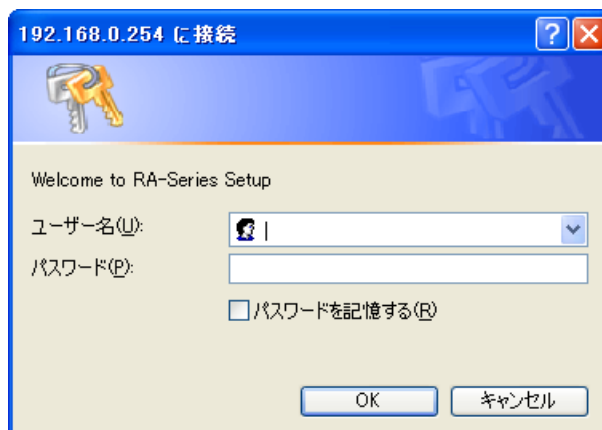 192.168.0.254 に接続
Welcome to RA-Series Setup
ユーザー名(U):
パスワード(P):
パスワードを記憶する(R)
OK キャンセル